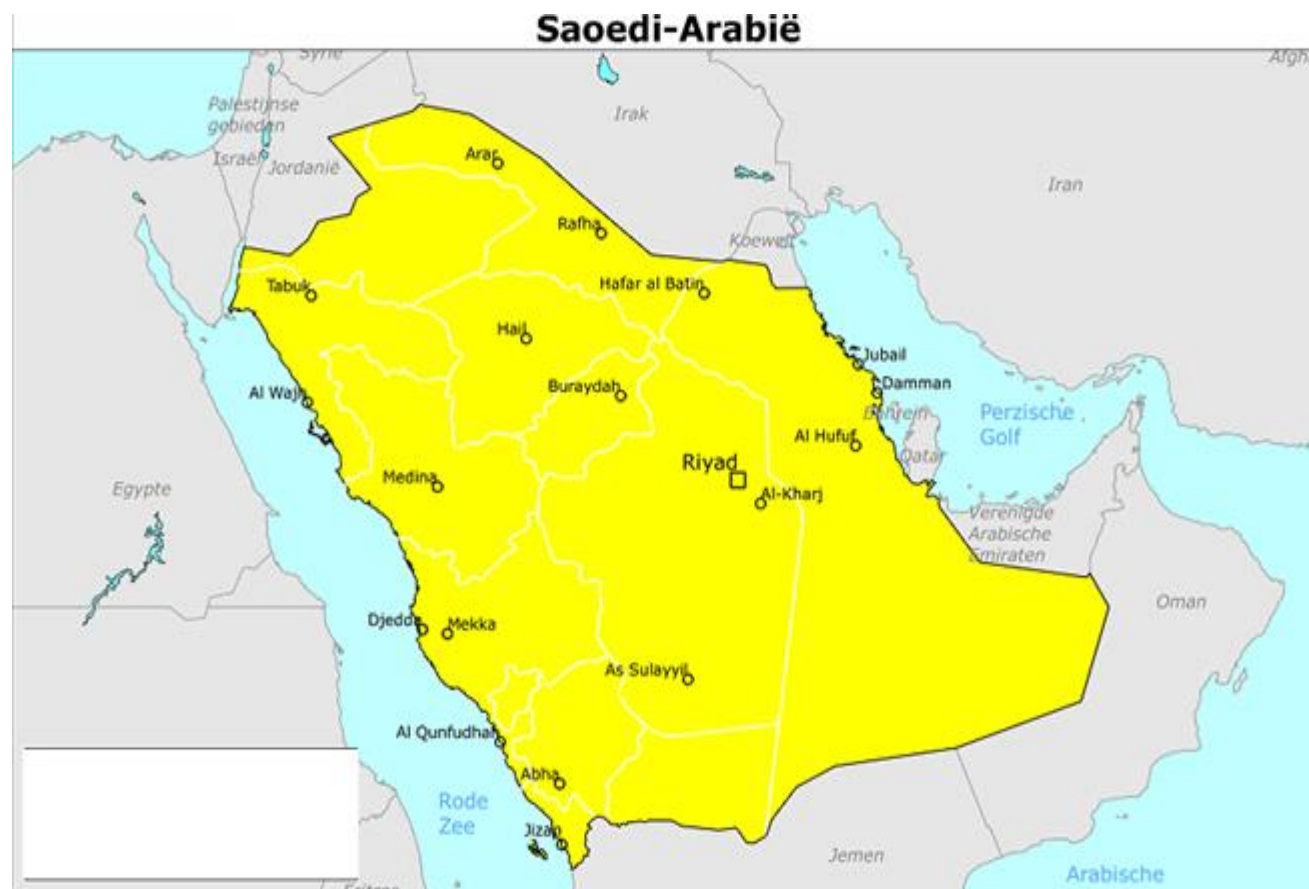 Saoedi-Arabië
Syrië
Palestijnse
gebieden
Israël
Jordanië
Irak
Iran
Koeweit
Arar
Rafha
Tabuk
Hafar al Batin
Hail
Jubail
Al Wajh
Buraydah
Damman
Bahrein
Perzische
Golf
Al Hufuf
Qatar
Medina
Riyad
Al-Kharj
Egypte
Verenigde
Arabische
Emiraten
Oman
Djedda
Mekka
As Sulayyil
Al Qunfudhah
Abha
Rode
Zee
Jizan
Jemen
Arabische